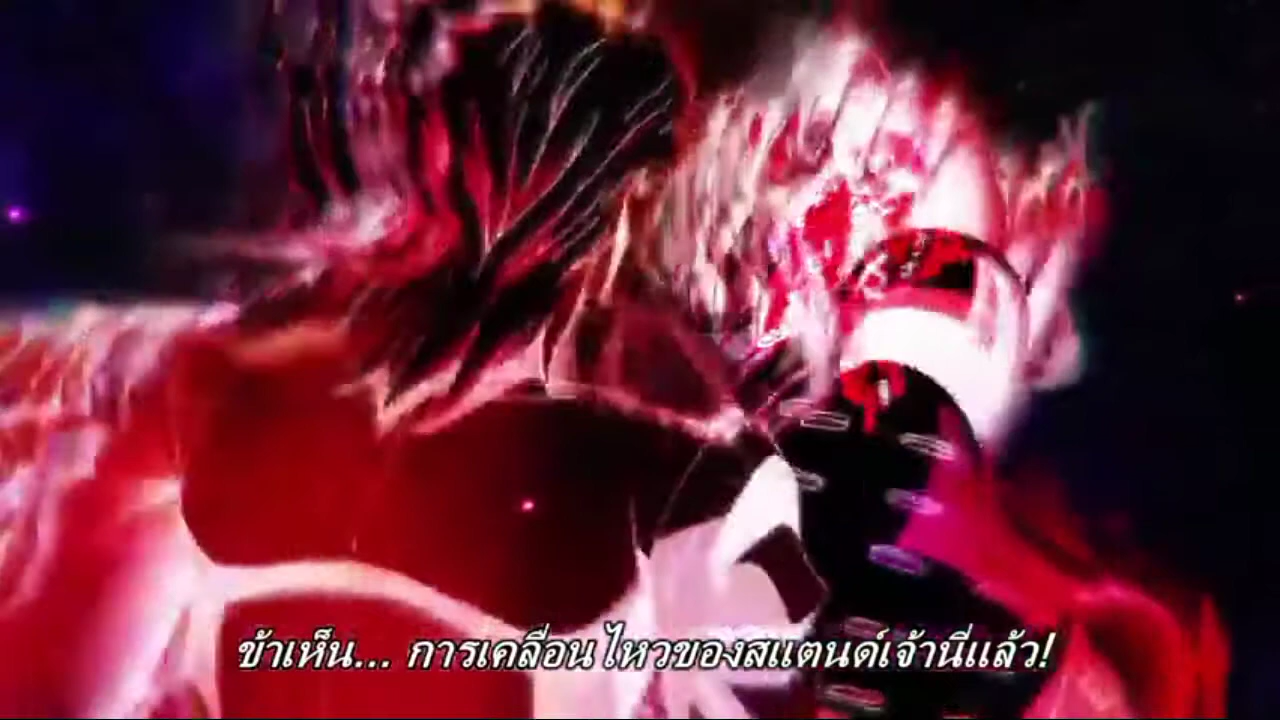 ข้าเห็น... การเคลื่อนไหวของสแตนด์เจ้านี่แล้ว!